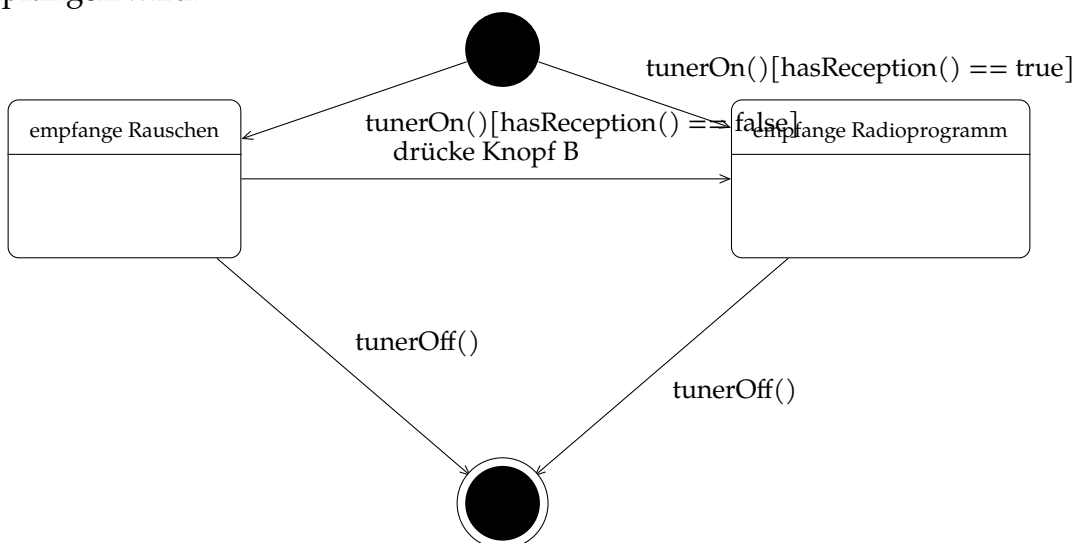 tunerOn()[hasReception() == true]
tunerOn()[hasReception() == false]
empfange Rauschen
empfange Radioprogramm
drücke Knopf B
tunerOff()
tunerOff()